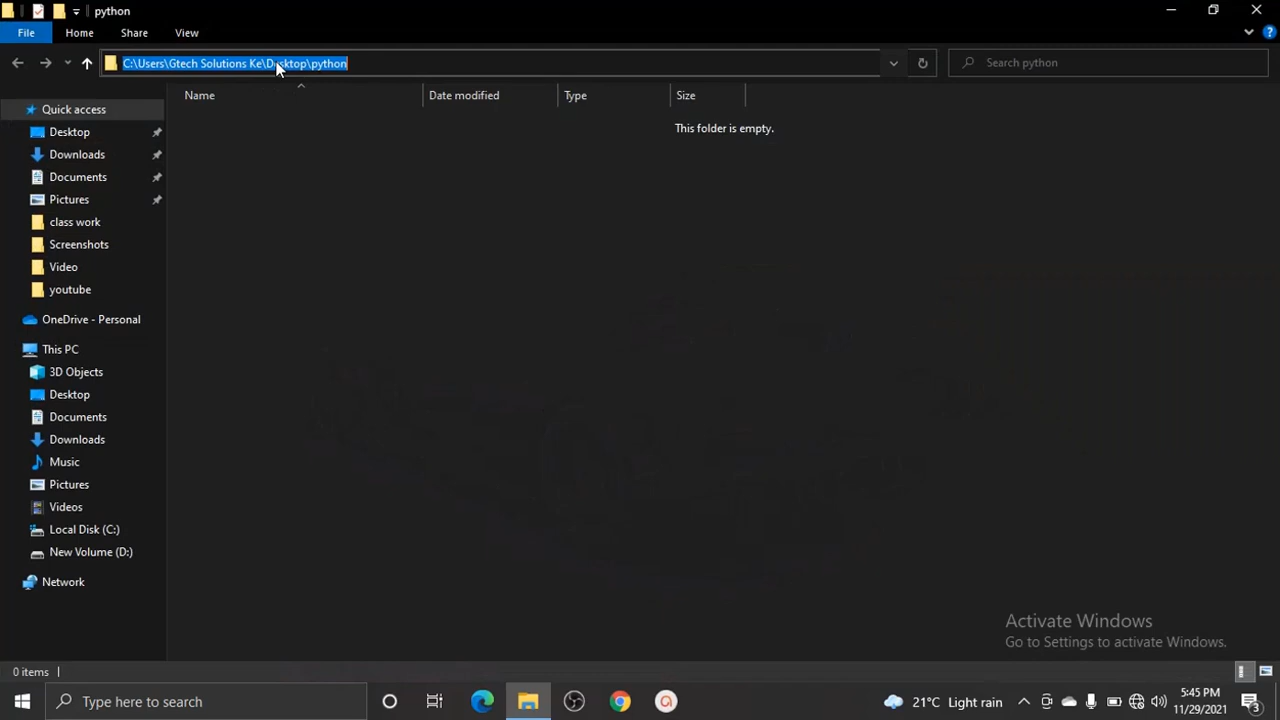 python
File Home Share View
C:\Users\Gtech Solutions Ke\Desktop\python
Search python
Name Date modified Type Size
This folder is empty.
Quick access
Desktop
Downloads
Documents
Pictures
class work
Screenshots
Video
youtube
OneDrive - Personal
This PC
3D Objects
Desktop
Documents
Downloads
Music
Pictures
Videos
Local Disk (C:)
New Volume (D:)
Network
Activate Windows
Go to Settings to activate Windows.
0 items
Type here to search
21°C Light rain
5:45 PM
11/29/2021
3